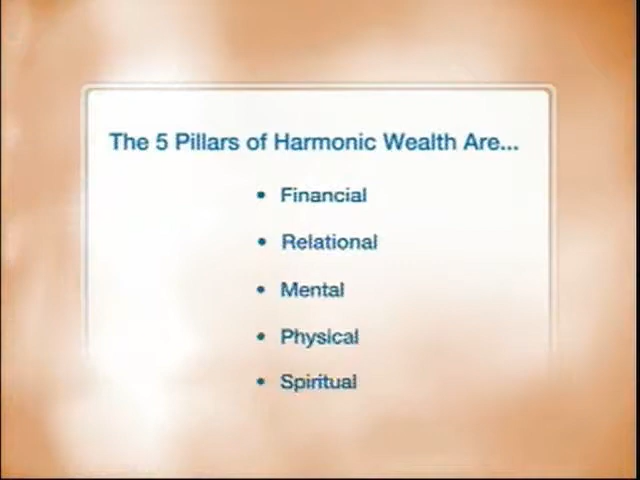 The 5 Pillars of Harmonic Wealth Are...
• Financial
• Relational
• Mental
• Physical
• Spiritual